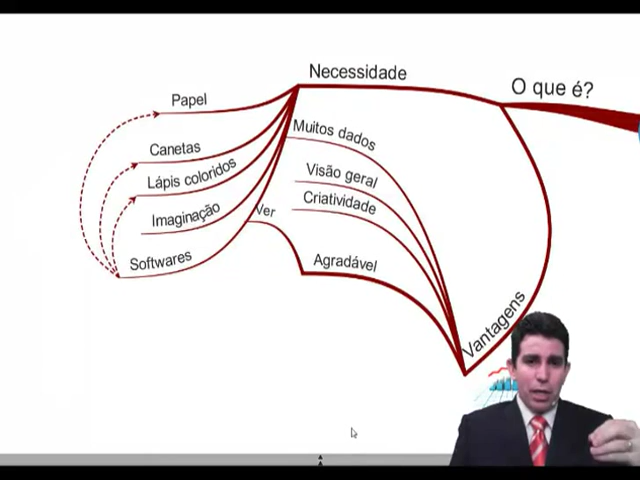 O que é?
Necessidade
Papel
Canetas
Lápis coloridos
Imaginação
Softwares
Vantagens
Muitos dados
Visão geral
Criatividade
Agradável
Ver